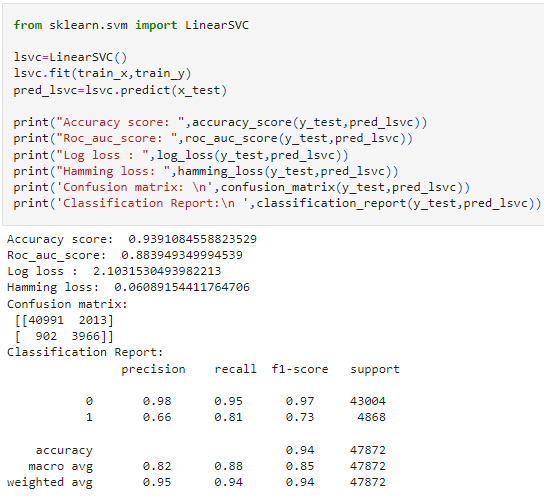 from sklearn.svm import LinearSVC
lsvc=LinearSVC()
lsvc.fit(train_x,train_y)
pred_lsvc=lsvc.predict(x_test)
print("Accuracy score: ",accuracy_score(y_test,pred_lsvc))
print("Roc_auc_score: ",roc_auc_score(y_test,pred_lsvc))
print("Log loss : ",log_loss(y_test,pred_lsvc))
print("Hamming loss: ",hamming_loss(y_test,pred_lsvc))
print('Confusion matrix: \n',confusion_matrix(y_test,pred_lsvc))
print('Classification Report:\n ',classification_report(y_test,pred_lsvc))
Accuracy score:  0.9391084558823529
Roc_auc_score:  0.883949349994539
Log loss :  2.1031530493982213
Hamming loss:  0.06089154411764706
Confusion matrix:
[[40991  2013]
[  902  3966]]
Classification Report:
precision    recall  f1-score   support
0       0.98      0.95      0.97     43004
1       0.66      0.81      0.73      4868
accuracy                           0.94     47872
macro avg       0.82      0.88      0.85     47872
weighted avg       0.95      0.94      0.94     47872